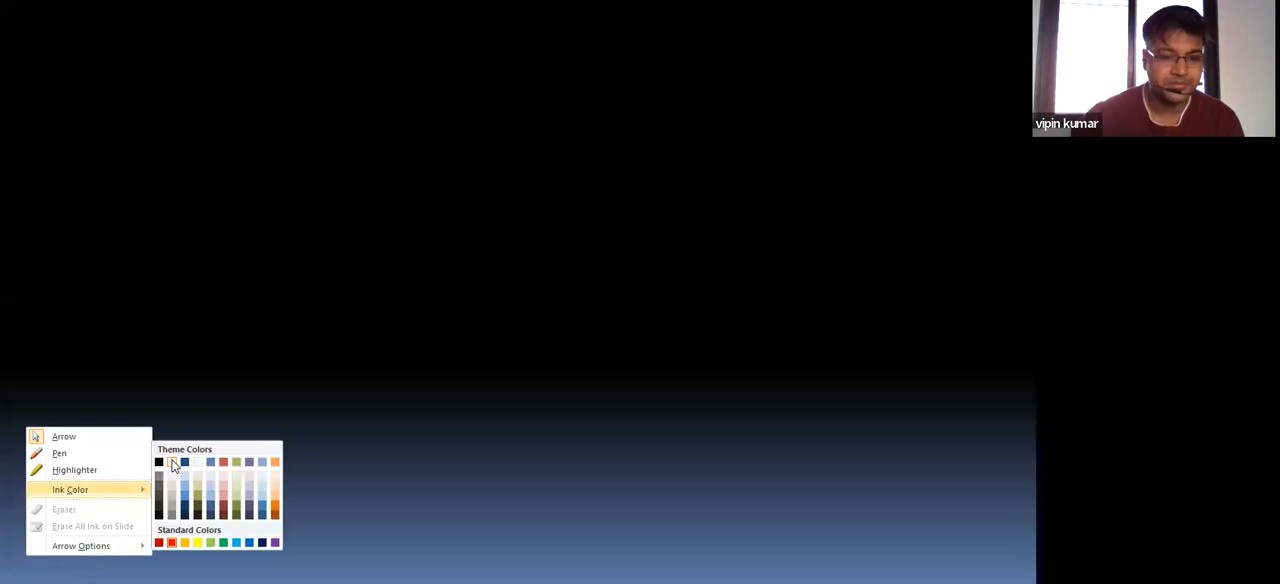 vipin kumar
Arrow
Pen
Highlighter
Ink Color
Eraser
Erase All Ink on Slide
Arrow Options
Theme Colors
Standard Colors